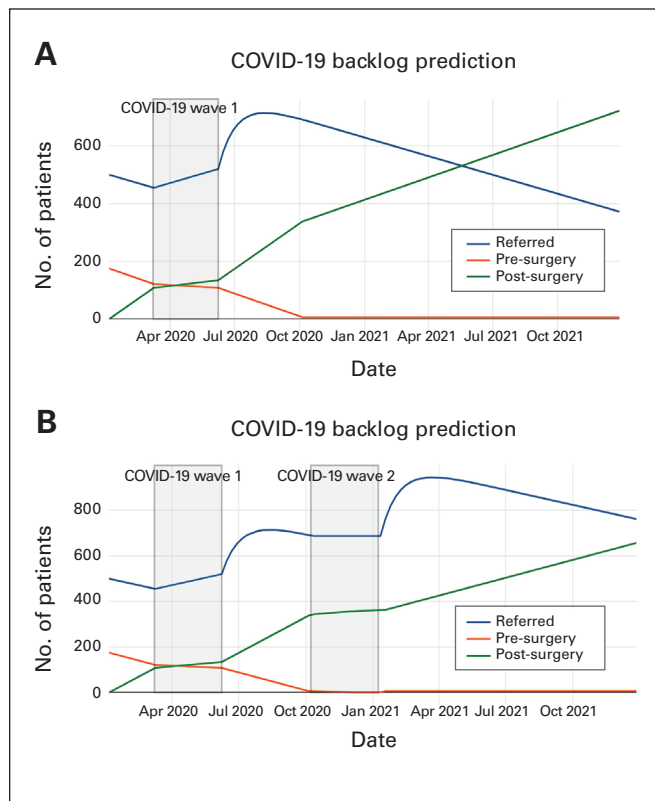 A
COVID-19 backlog prediction
COVID-19 wave 1
600
400
200
0
No. of patients
Referred
Pre-surgery
Post-surgery
Apr 2020 Jul 2020 Oct 2020 Jan 2021 Apr 2021 Jul 2021 Oct 2021
Date
B
COVID-19 backlog prediction
COVID-19 wave 1 COVID-19 wave 2
800
600
400
200
0
No. of patients
Referred
Pre-surgery
Post-surgery
Apr 2020 Jul 2020 Oct 2020 Jan 2021 Apr 2021 Jul 2021 Oct 2021
Date